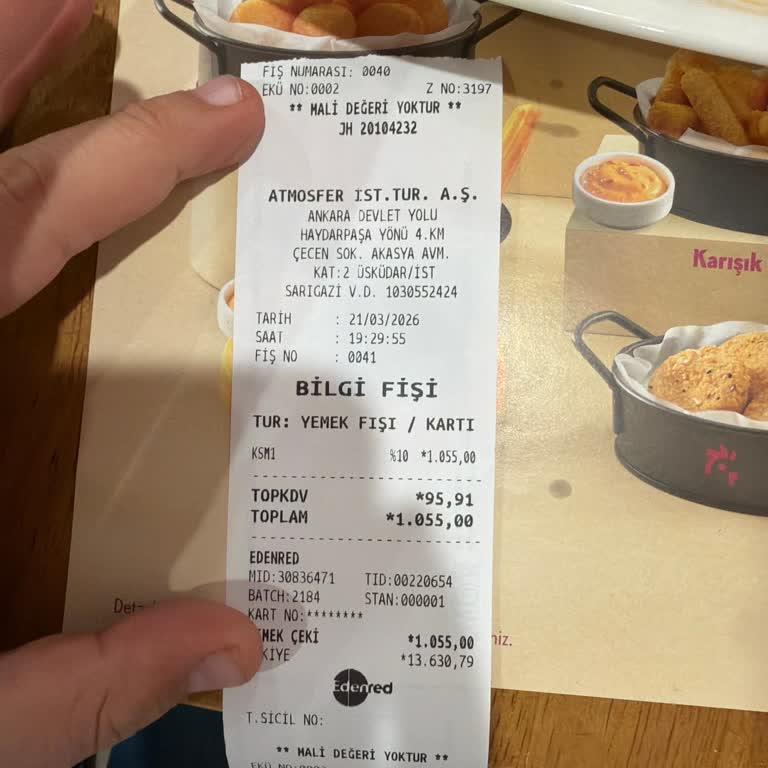 FİŞ NUMARASI: 0040
EKÜ NO:0002 Z NO:3197
** MALİ DEĞERİ YOKTUR **
JH 20104232
ATMOSFER İST.TUR. A.Ş.
ANKARA DEVLET YOLU
HAYDARPAŞA YÖNÜ 4.KM
ÇECEN SOK. AKASYA AVM.
KAT:2 ÜSKÜDAR/İST
SARIGAZİ V.D. 1030552424
TARİH : 21/03/2026
SAAT : 19:29:55
FİŞ NO : 0041
BİLGİ FİŞİ
TUR: YEMEK FIŞI / KARTI
KSM1 %10 *1.055,00
TOPKDV *95,91
TOPLAM *1.055,00
EDENRED
MID:30836471 TID:00220654
BATCH:2184 STAN:000001
KART NO:********
EMEK ÇEKİ *1.055,00
KİYE *13.630,79
Edenred
T.SİCİL NO:
** MALİ DEĞERİ YOKTUR **
Karışık
niz.